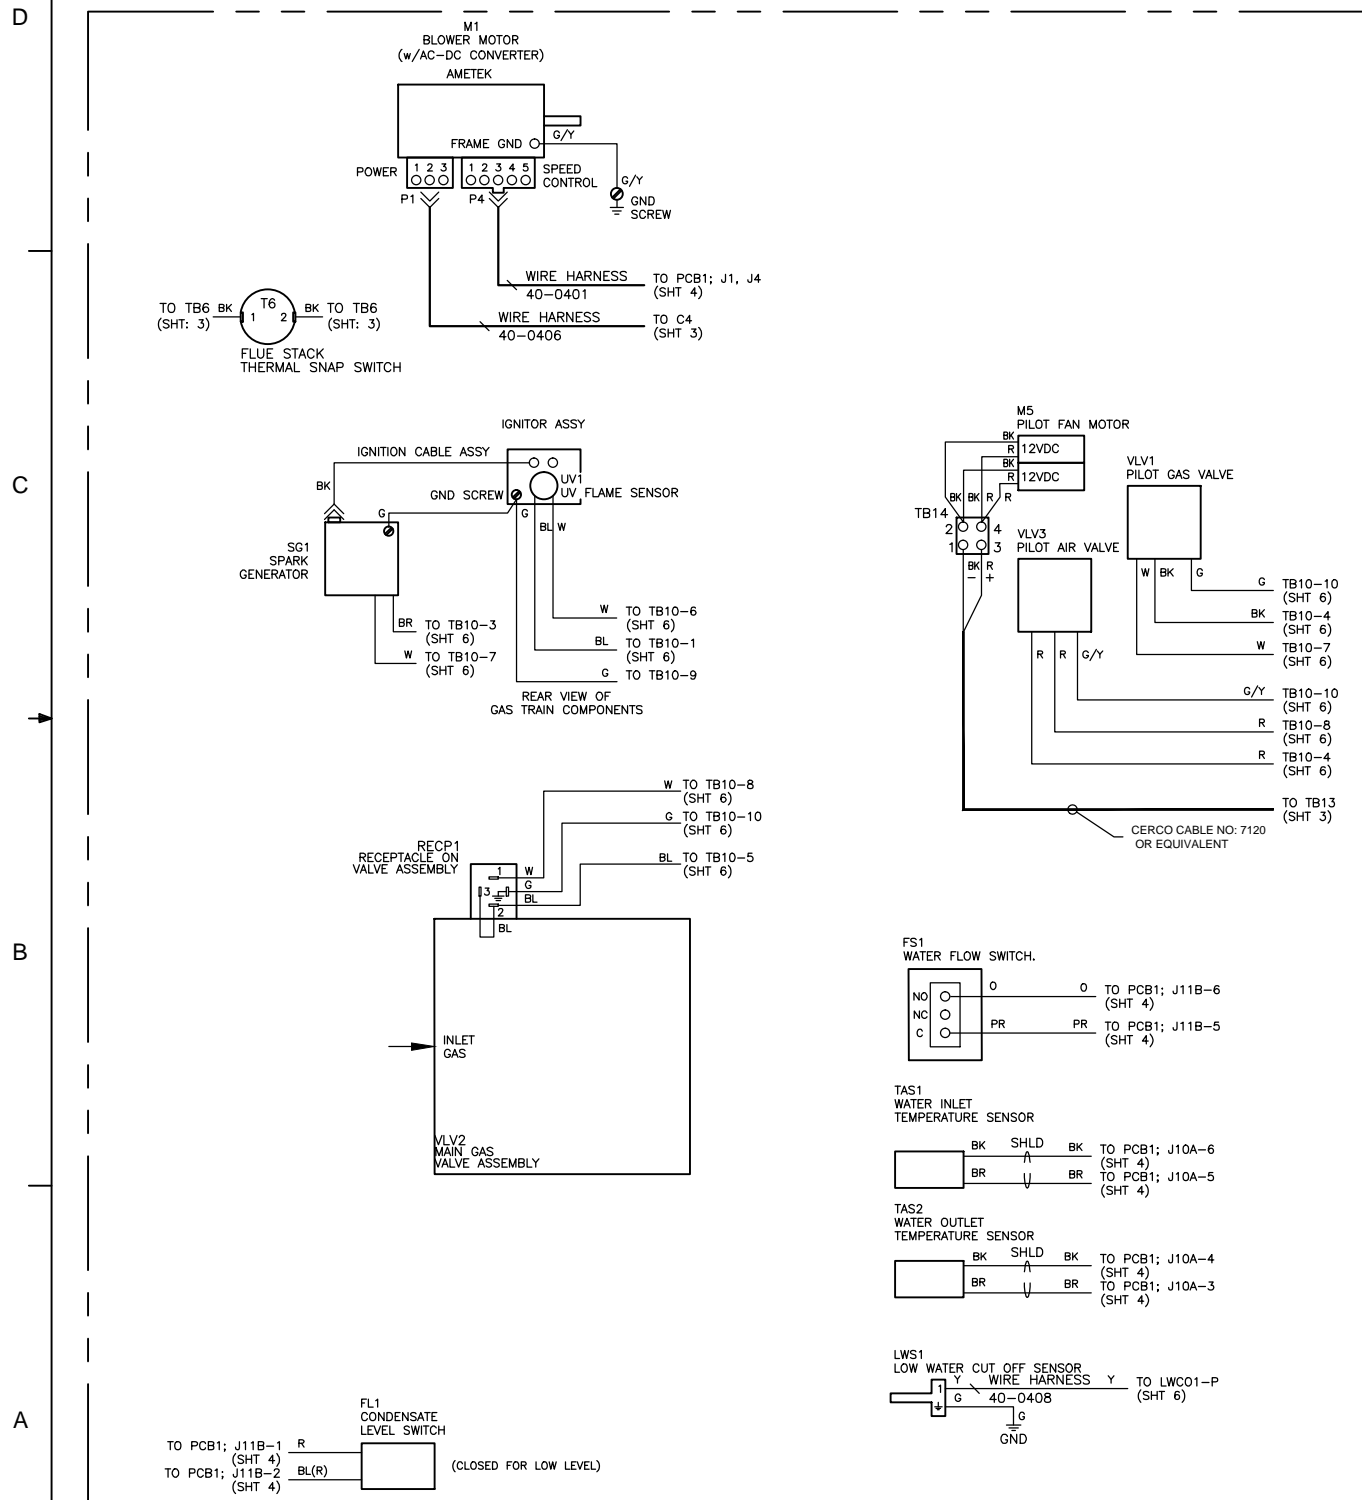 D
M1
BLOWER MOTOR
(w/AC-DC CONVERTER)
AMETEK
FRAME GND
G/Y
POWER
1 2 3
1 2 3 4 5
SPEED
CONTROL
P1
P4
G/Y
GND
SCREW
WIRE HARNESS
40-0401
TO PCB1; J1, J4
(SHT 4)
WIRE HARNESS
40-0406
TO C4
(SHT 3)
TO TB6
(SHT: 3)
BK
T6
1
2
BK
TO TB6
(SHT: 3)
FLUE STACK
THERMAL SNAP SWITCH
C
IGNITOR ASSY
IGNITION CABLE ASSY
BK
GND SCREW
UV1
UV FLAME SENSOR
G
G
BL
W
SG1
SPARK
GENERATOR
BR
TO TB10-3
(SHT 6)
W
TO TB10-7
(SHT 6)
W
TO TB10-6
(SHT 6)
BL
TO TB10-1
(SHT 6)
G
TO TB10-9
REAR VIEW OF
GAS TRAIN COMPONENTS
M5
PILOT FAN MOTOR
BK
R
12VDC
BK
R
12VDC
BK
BK
R
R
TB14
2
4
1
3
BK
R
-
+
VLV3
PILOT AIR VALVE
R
R
G/Y
VLV1
PILOT GAS VALVE
W
BK
G
G
TB10-10
(SHT 6)
BK
TB10-4
(SHT 6)
W
TB10-7
(SHT 6)
G/Y
TB10-10
(SHT 6)
R
TB10-8
(SHT 6)
R
TB10-4
(SHT 6)
TO TB13
(SHT 3)
CERCO CABLE NO: 7120
OR EQUIVALENT
B
W
TO TB10-8
(SHT 6)
G
TO TB10-10
(SHT 6)
BL
TO TB10-5
(SHT 6)
RECP1
RECEPTACLE ON
VALVE ASSEMBLY
1
W
3
G
BL
2
BL
INLET
GAS
VLV2
MAIN GAS
VALVE ASSEMBLY
FS1
WATER FLOW SWITCH.
NO
NC
C
O
O
TO PCB1; J11B-6
(SHT 4)
PR
PR
TO PCB1; J11B-5
(SHT 4)
TAS1
WATER INLET
TEMPERATURE SENSOR
BK
SHLD
BK
TO PCB1; J10A-6
(SHT 4)
BR
BR
TO PCB1; J10A-5
(SHT 4)
TAS2
WATER OUTLET
TEMPERATURE SENSOR
BK
SHLD
BK
TO PCB1; J10A-4
(SHT 4)
BR
BR
TO PCB1; J10A-3
(SHT 4)
A
LWS1
LOW WATER CUT OFF SENSOR
1
Y
WIRE HARNESS
Y
TO LWCO1-P
(SHT 6)
G
40-0408
G
GND
FL1
CONDENSATE
LEVEL SWITCH
TO PCB1; J11B-1
(SHT 4)
R
TO PCB1; J11B-2
(SHT 4)
BL(R)
(CLOSED FOR LOW LEVEL)